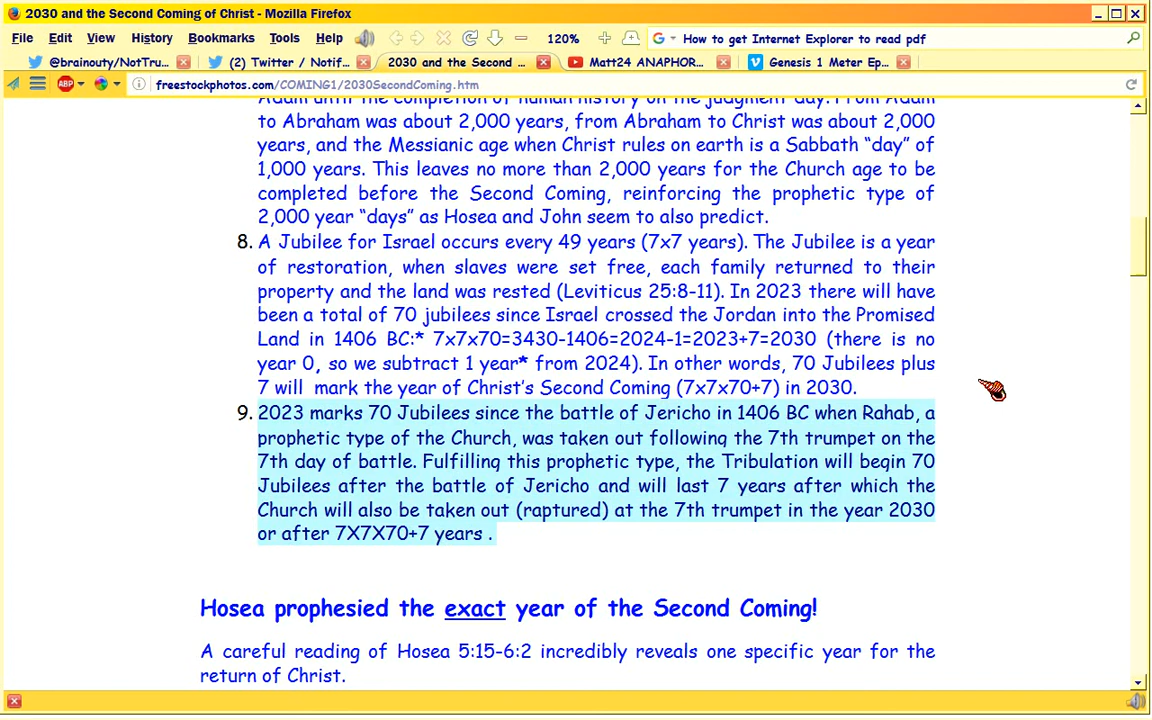 2030 and the Second Coming of Christ - Mozilla Firefox
File Edit View History Bookmarks Tools Help 120% How to get Internet Explorer to read pdf
@brainouty/NotTru... (2) Twitter / Notif... 2030 and the Second ... Matt24 ANAPHOR... Genesis 1 Meter Ep...
ABP freestockphotos.com/COMING1/2030SecondComing.htm
Adam until the completion of human history on the judgment day. From Adam
to Abraham was about 2,000 years, from Abraham to Christ was about 2,000
years, and the Messianic age when Christ rules on earth is a Sabbath “day” of
1,000 years. This leaves no more than 2,000 years for the Church age to be
completed before the Second Coming, reinforcing the prophetic type of
2,000 year “days” as Hosea and John seem to also predict.
8. A Jubilee for Israel occurs every 49 years (7x7 years). The Jubilee is a year
of restoration, when slaves were set free, each family returned to their
property and the land was rested (Leviticus 25:8-11). In 2023 there will have
been a total of 70 jubilees since Israel crossed the Jordan into the Promised
Land in 1406 BC:* 7x7x70=3430-1406=2024-1=2023+7=2030 (there is no
year 0, so we subtract 1 year* from 2024). In other words, 70 Jubilees plus
7 will mark the year of Christ’s Second Coming (7x7x70+7) in 2030.
9. 2023 marks 70 Jubilees since the battle of Jericho in 1406 BC when Rahab, a
prophetic type of the Church, was taken out following the 7th trumpet on the
7th day of battle. Fulfilling this prophetic type, the Tribulation will begin 70
Jubilees after the battle of Jericho and will last 7 years after which the
Church will also be taken out (raptured) at the 7th trumpet in the year 2030
or after 7X7X70+7 years .
Hosea prophesied the exact year of the Second Coming!
A careful reading of Hosea 5:15-6:2 incredibly reveals one specific year for the
return of Christ.